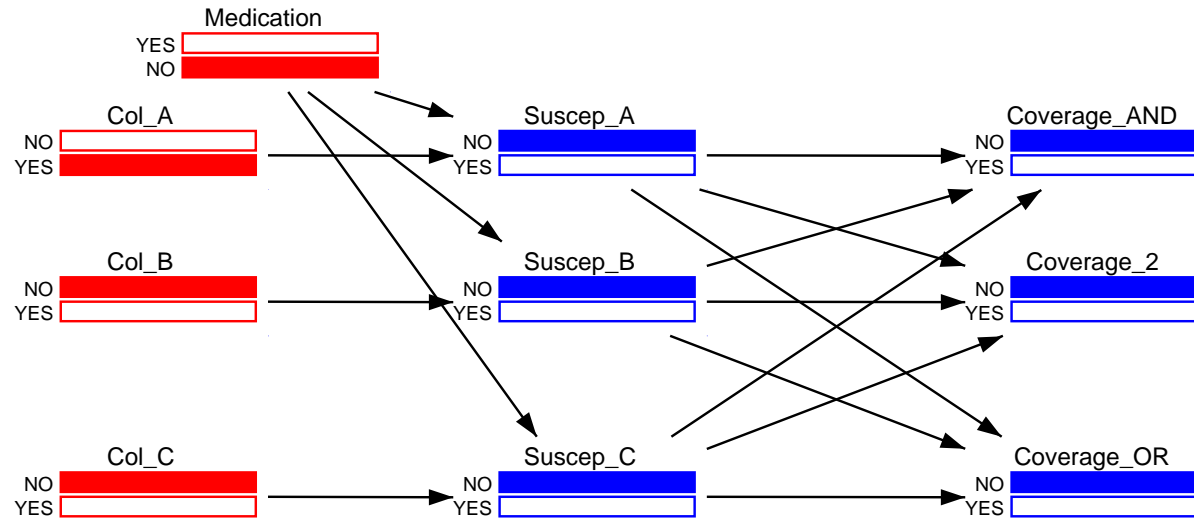 Medication
YES
NO
Col_A
NO
YES
Suscep_A
NO
YES
Coverage_AND
NO
YES
Col_B
NO
YES
Suscep_B
NO
YES
Coverage_2
NO
YES
Col_C
NO
YES
Suscep_C
NO
YES
Coverage_OR
NO
YES